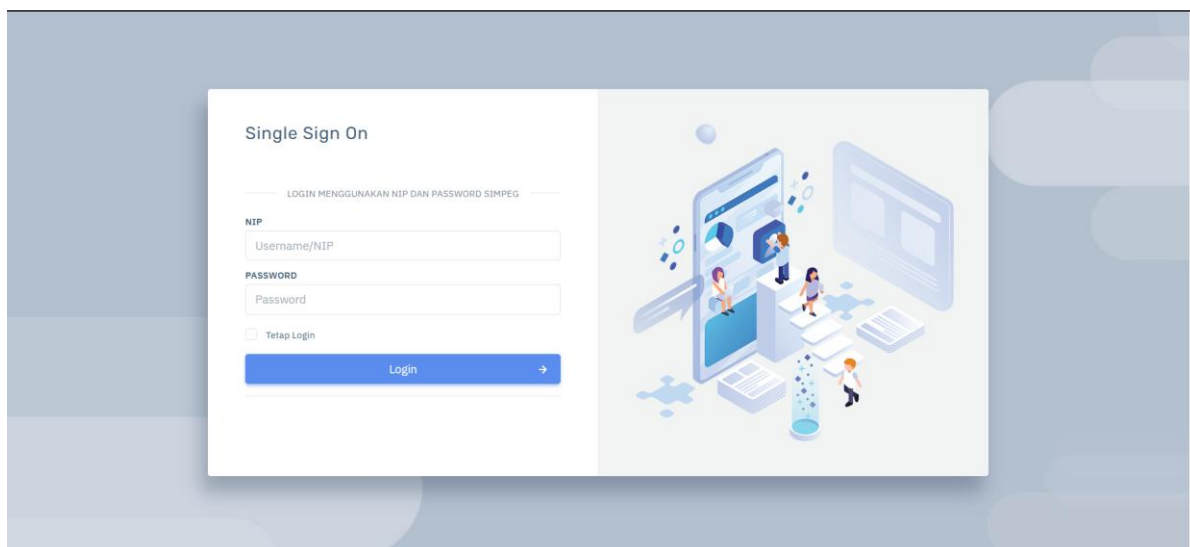 Single Sign On
LOGIN MENGGUNAKAN NIP DAN PASSWORD SIMPEG
NIP
Username/NIP
PASSWORD
Password
Tetap Login
Login